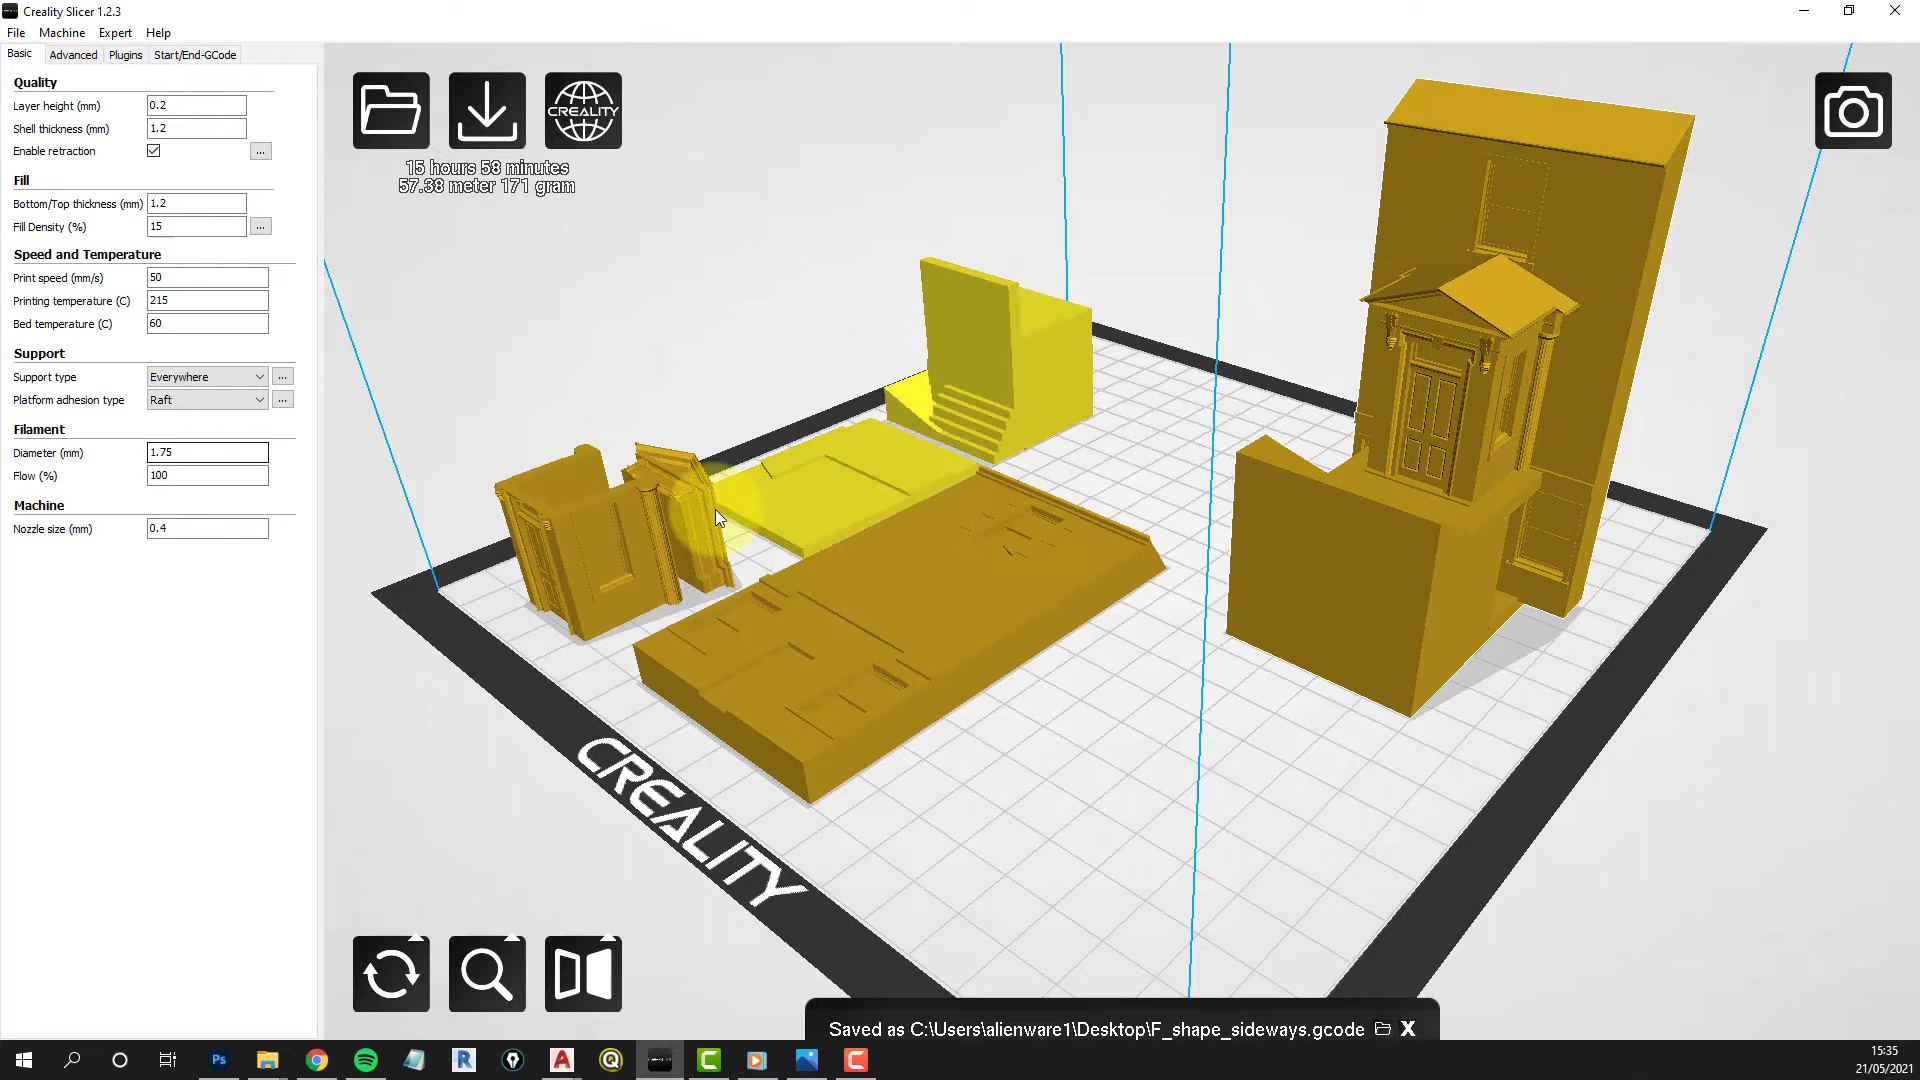 Creality Slicer 1.2.3
File Machine Expert Help
Basic Advanced Plugins Start/End-GCode
Quality
Layer height (mm) 0.2
Shell thickness (mm) 1.2
Enable retraction ...
Fill
Bottom/Top thickness (mm) 1.2
Fill Density (%) 15 ...
Speed and Temperature
Print speed (mm/s) 50
Printing temperature (C) 215
Bed temperature (C) 60
Support
Support type Everywhere ...
Platform adhesion type Raft ...
Filament
Diameter (mm) 1.75
Flow (%) 100
Machine
Nozzle size (mm) 0.4
CREALITY
15 hours 58 minutes
57.38 meter 171 gram
CREALITY
Saved as C:\Users\alienware1\Desktop\F_shape_sideways.gcode
Ps R A C C
15:35
21/05/2021